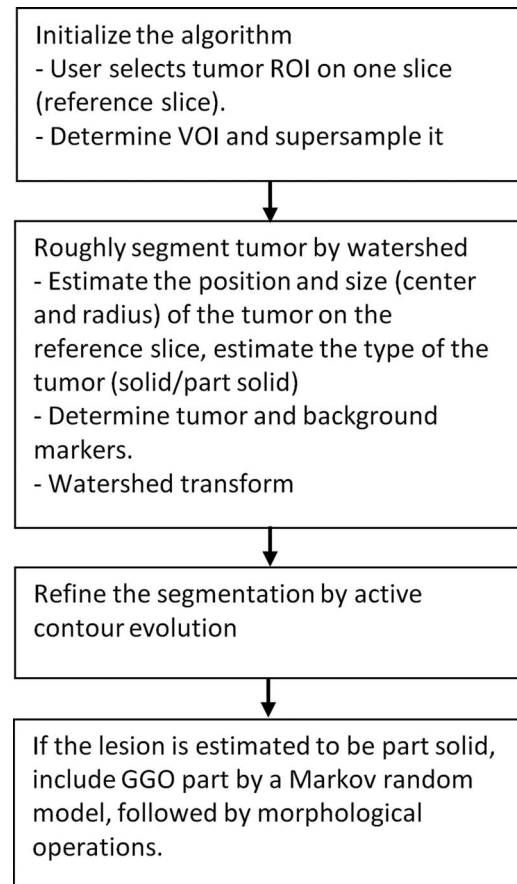 Initialize the algorithm
- User selects tumor ROI on one slice
(reference slice).
- Determine VOI and supersample it
Roughly segment tumor by watershed
- Estimate the position and size (center
and radius) of the tumor on the
reference slice, estimate the type of the
tumor (solid/part solid)
- Determine tumor and background
markers.
- Watershed transform
Refine the segmentation by active
contour evolution
If the lesion is estimated to be part solid,
include GGO part by a Markov random
model, followed by morphological
operations.